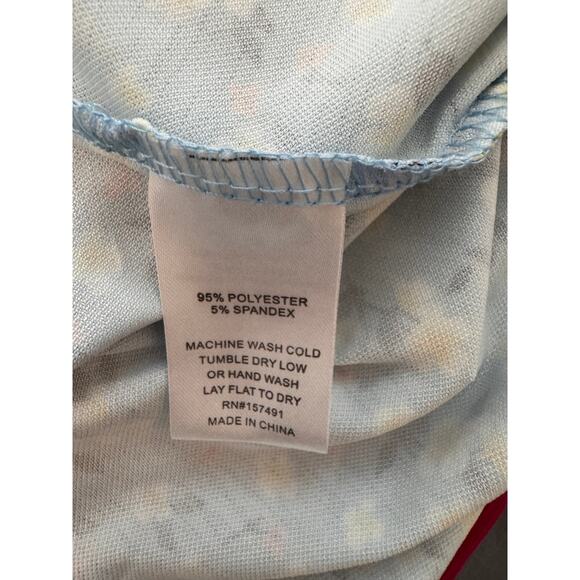 95% POLYESTER
5% SPANDEX
MACHINE WASH COLD
TUMBLE DRY LOW
OR HAND WASH
LAY FLAT TO DRY
RN#157491
MADE IN CHINA